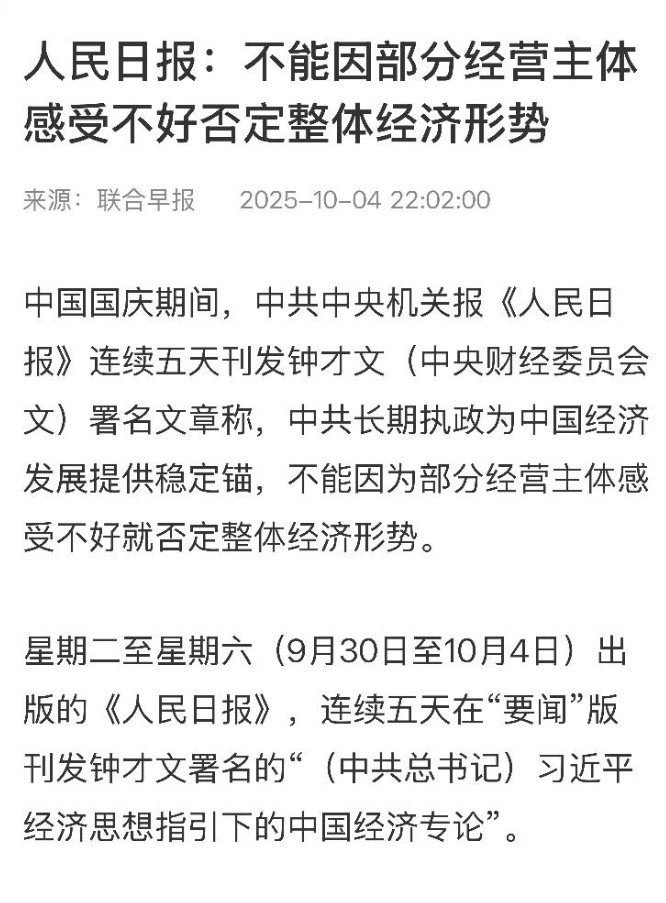 人民日报：不能因部分经营主体
感受不好否定整体经济形势
来源：联合早报 2025-10-04 22:02:00
中国国庆期间，中共中央机关报《人民日
报》连续五天刊发钟才文（中央财经委员会
文）署名文章称，中共长期执政为中国经济
发展提供稳定锚，不能因为部分经营主体感
受不好就否定整体经济形势。
星期二至星期六（9月30日至10月4日）出
版的《人民日报》，连续五天在“要闻”版
刊发钟才文署名的“（中共总书记）习近平
经济思想指引下的中国经济专论”。